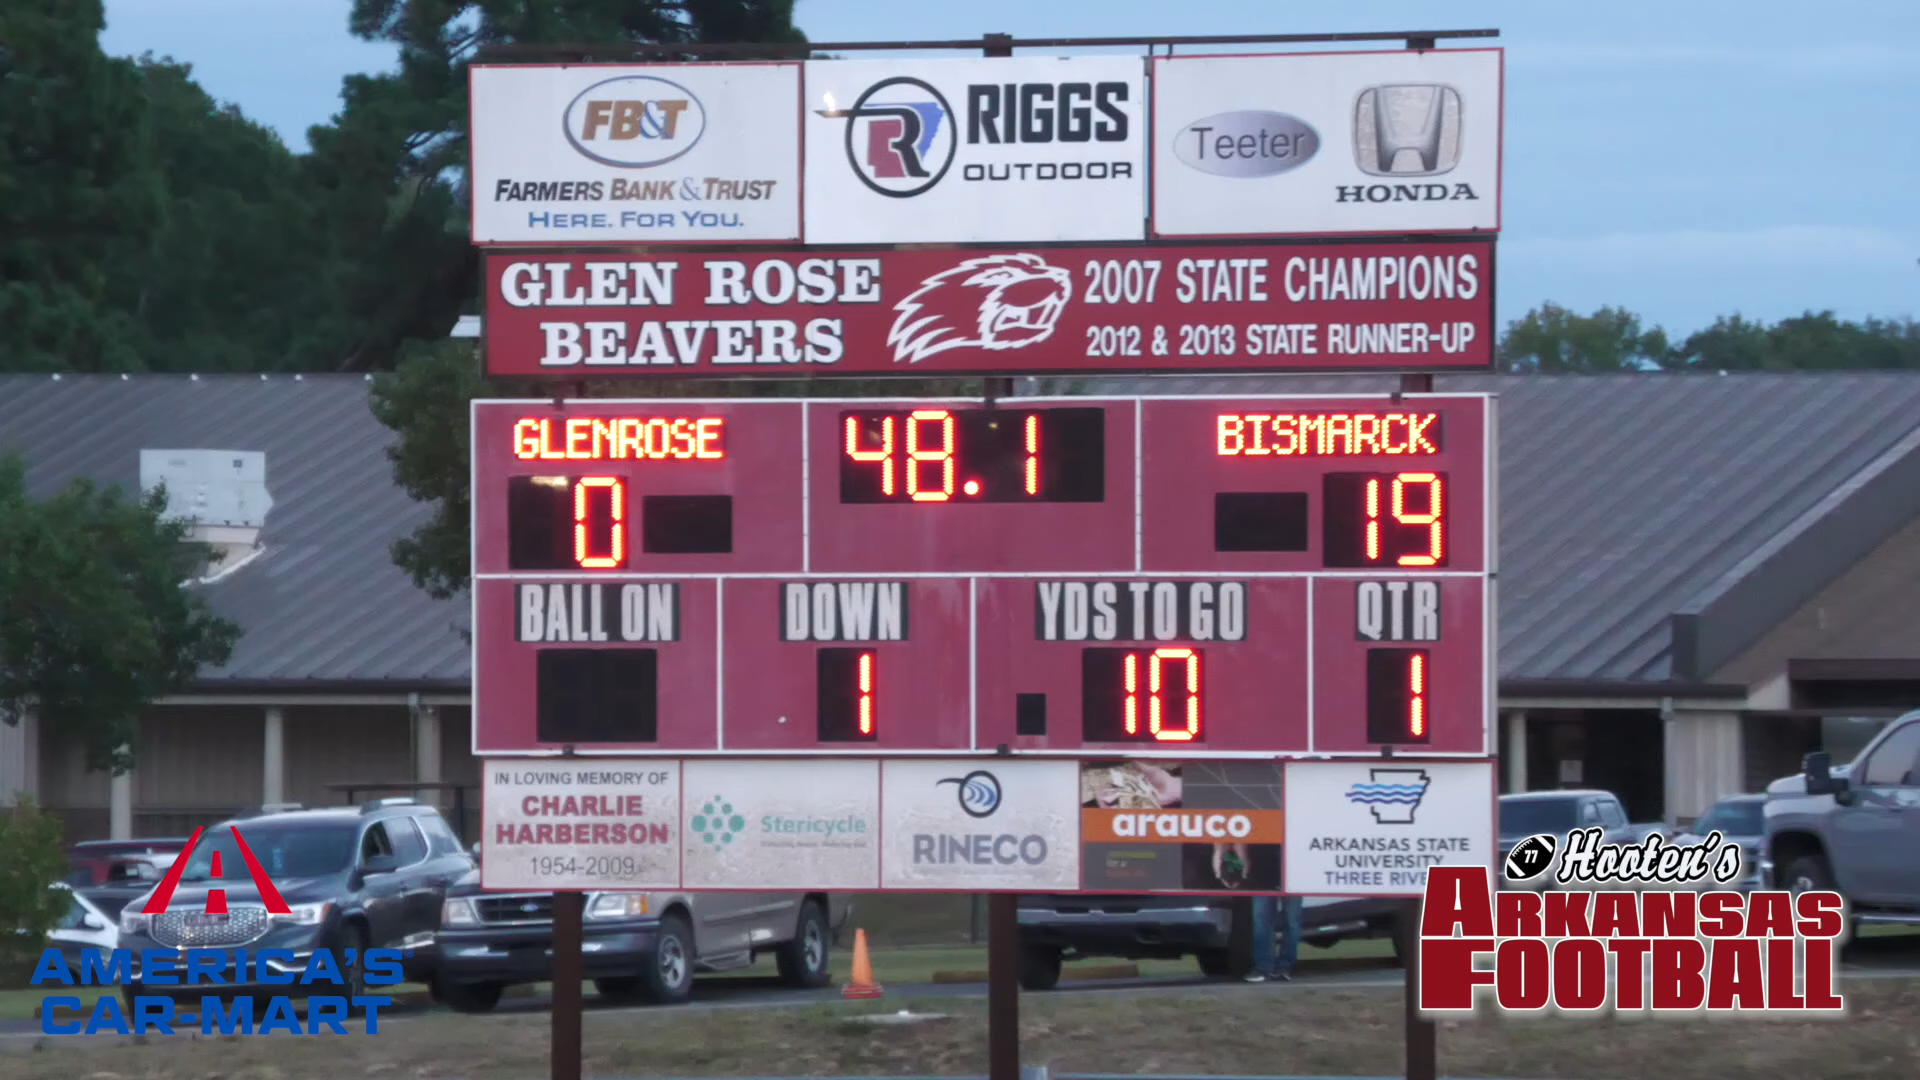 FB&T
FARMERS BANK & TRUST
HERE. FOR YOU.
RIGGS
OUTDOOR
Teeter
HONDA
GLEN ROSE
BEAVERS
2007 STATE CHAMPIONS
2012 & 2013 STATE RUNNER-UP
GLENROSE
48.1
BISMARCK
0
19
BALL ON
DOWN
YDS TO GO
QTR
1
10
1
IN LOVING MEMORY OF
CHARLIE
HARBERSON
1954-2009
Stericycle
RINECO
arauco
ARKANSAS STATE
UNIVERSITY
THREE
AMERICA'S
CAR-MART
77
Hooten's
ARKANSAS
FOOTBALL